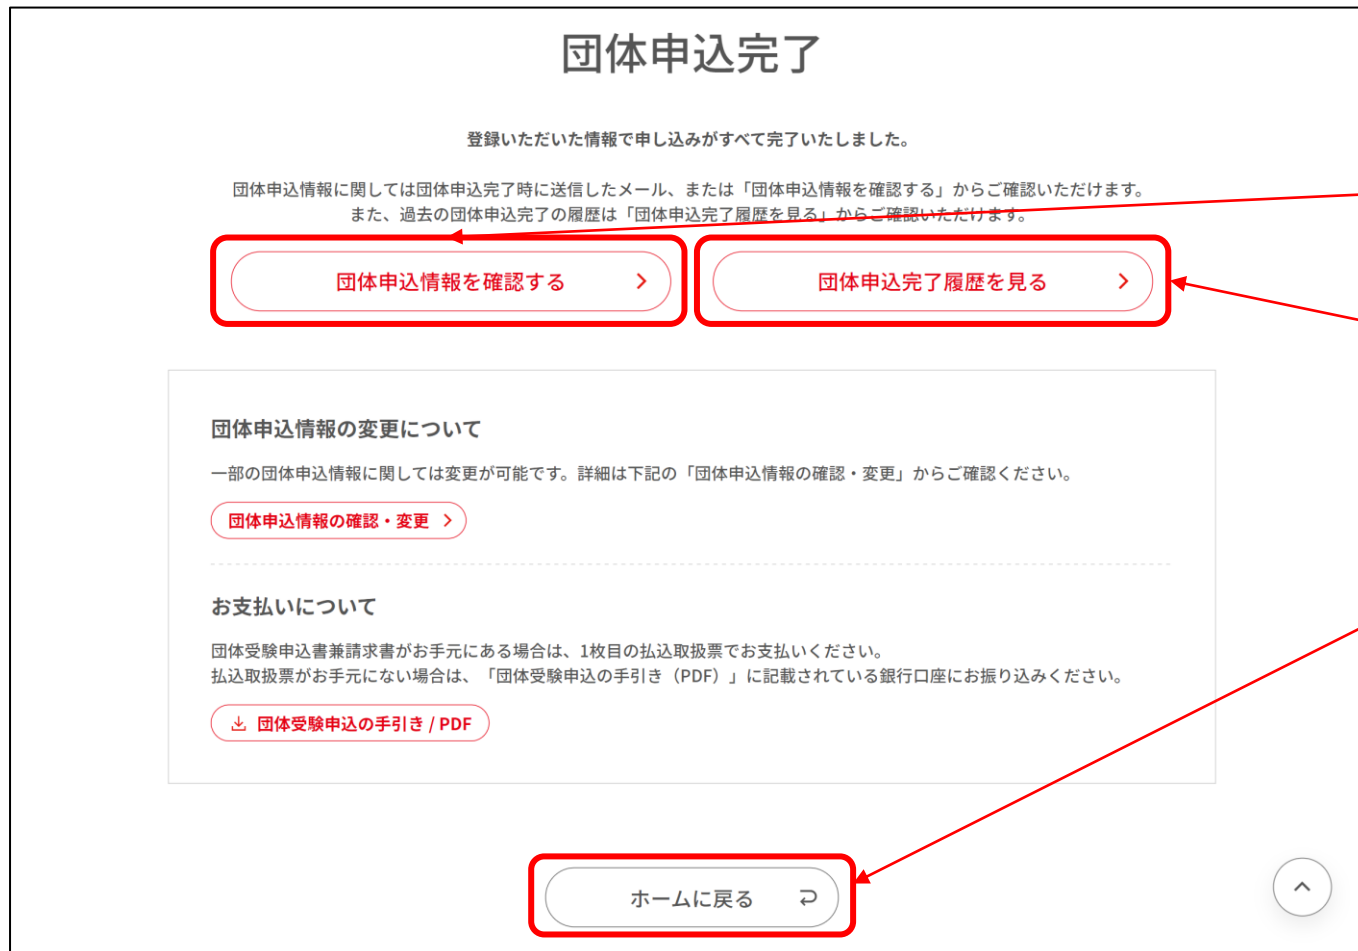 団体申込完了
登録いただいた情報で申し込みがすべて完了いたしました。
団体申込情報に関しては団体申込完了時に送信したメール、または「団体申込情報を確認する」からご確認いただけます。
また、過去の団体申込完了の履歴は「団体申込完了履歴を見る」からご確認いただけます。
団体申込情報を確認する
団体申込完了履歴を見る
団体申込情報の変更について
一部の団体申込情報に関しては変更が可能です。詳細は下記の「団体申込情報の確認・変更」からご確認ください。
団体申込情報の確認・変更
お支払いについて
団体受験申込書兼請求書がお手元にある場合は、1枚目の払込取扱票でお支払いください。
払込取扱票がお手元にない場合は、「団体受験申込の手引き（PDF）」に記載されている銀行口座にお振り込みください。
団体受験申込の手引き / PDF
ホームに戻る